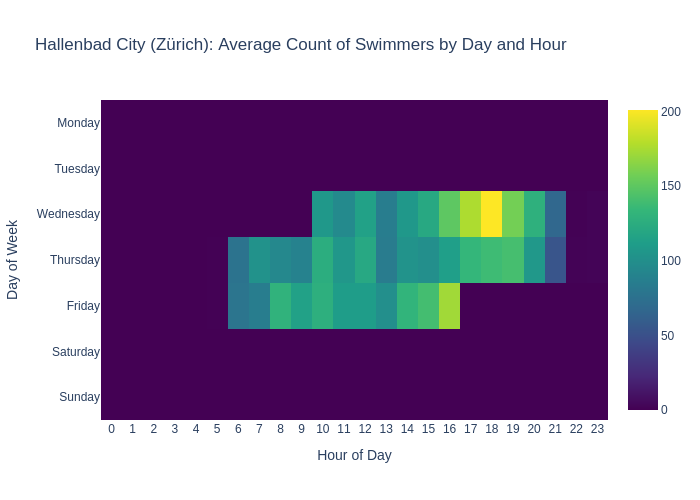 Hallenbad City (Zürich): Average Count of Swimmers by Day and Hour
Monday
Tuesday
Wednesday
Thursday
Friday
Saturday
Sunday
Day of Week
0 1 2 3 4 5 6 7 8 9 10 11 12 13 14 15 16 17 18 19 20 21 22 23
Hour of Day
200
150
100
50
0